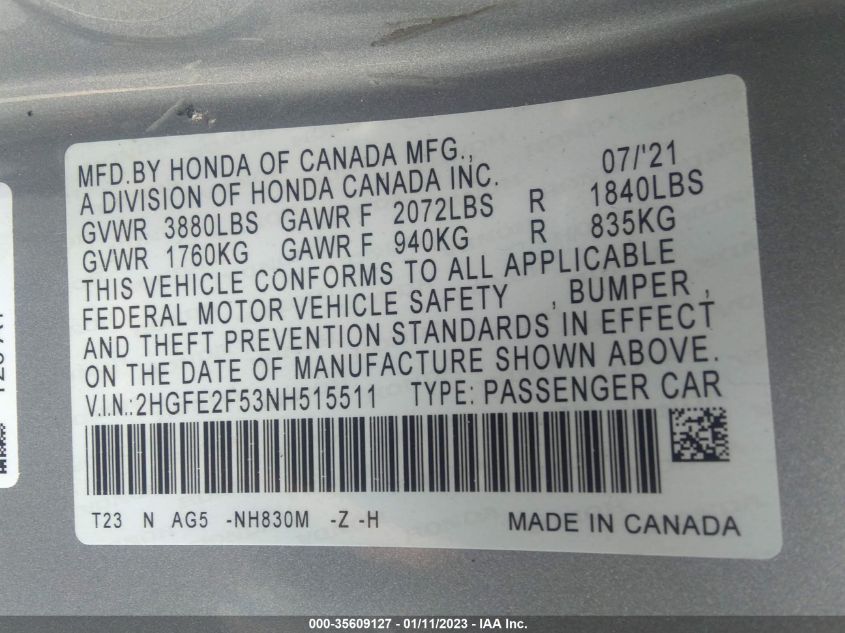 MFD.BY HONDA OF CANADA MFG., 07/'21
A DIVISION OF HONDA CANADA INC.
GVWR 3880LBS GAWR F 2072LBS R 1840LBS
GVWR 1760KG GAWR F 940KG R 835KG
THIS VEHICLE CONFORMS TO ALL APPLICABLE
FEDERAL MOTOR VEHICLE SAFETY , BUMPER ,
AND THEFT PREVENTION STANDARDS IN EFFECT
ON THE DATE OF MANUFACTURE SHOWN ABOVE.
V.I.N.:2HGFE2F53NH515511 TYPE: PASSENGER CAR
T23 N AG5 -NH830M -Z -H MADE IN CANADA
000-35609127 - 01/11/2023 - IAA Inc.